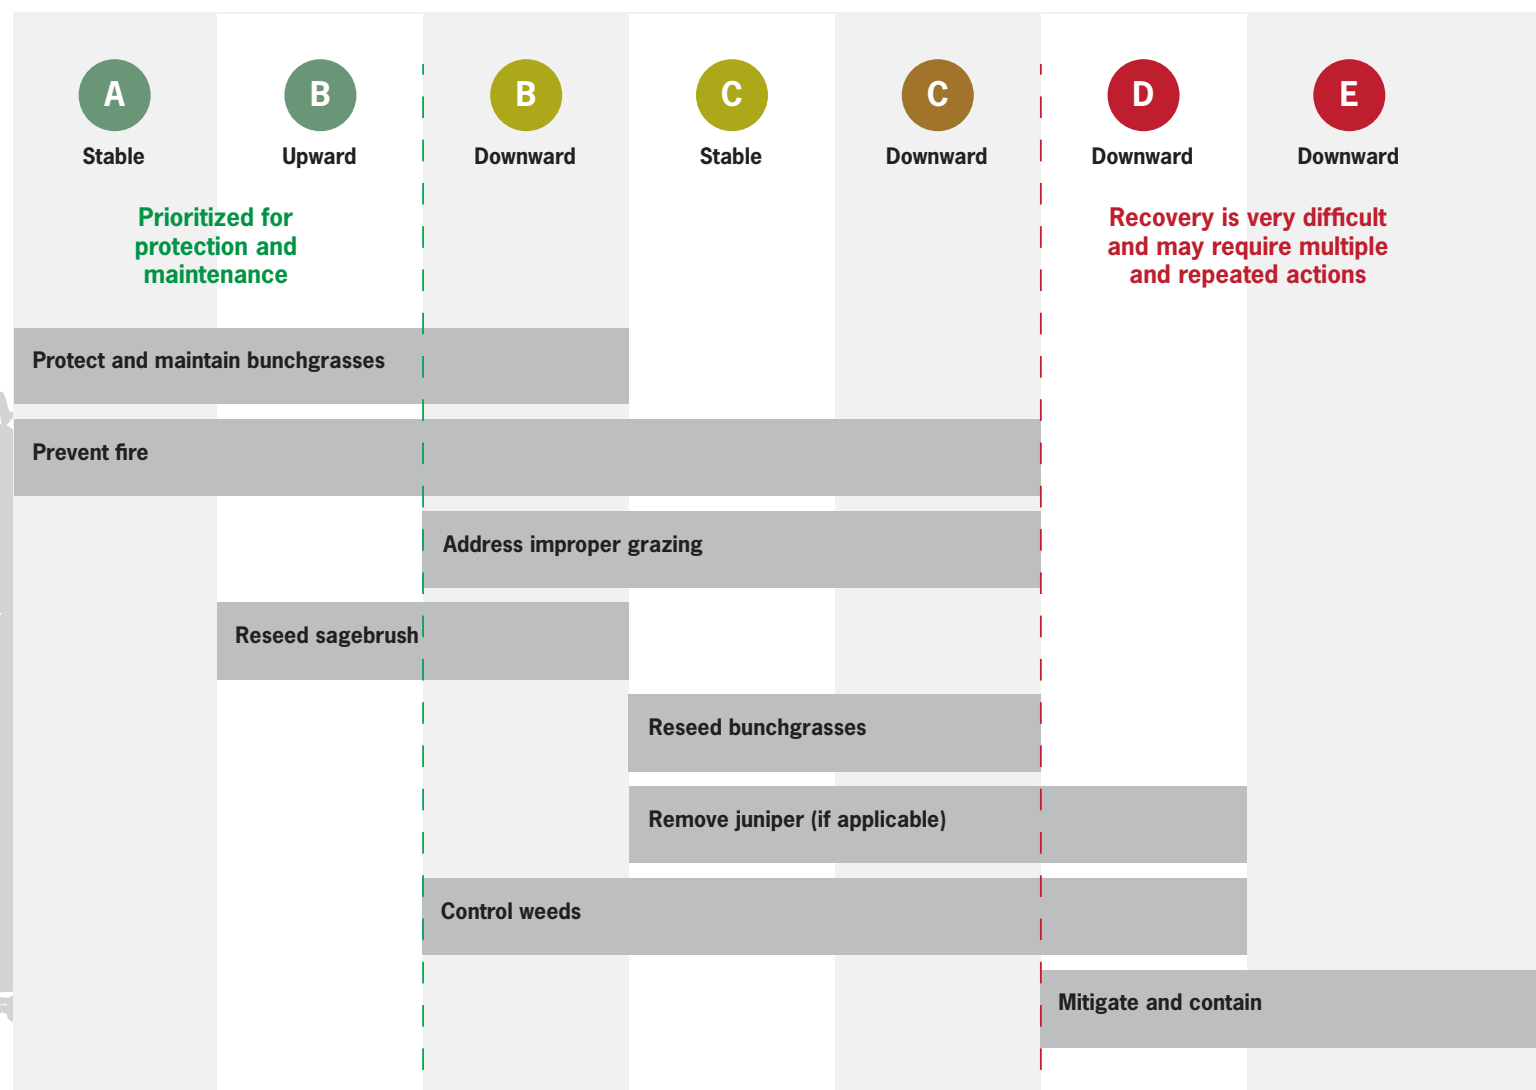 A B B C C D E
Stable Upward Downward Stable Downward Downward Downward
Prioritized for
protection and
maintenance
Recovery is very difficult
and may require multiple
and repeated actions
Protect and maintain bunchgrasses
Prevent fire
Address improper grazing
Reseed sagebrush
Reseed bunchgrasses
Remove juniper (if applicable)
Control weeds
Mitigate and contain